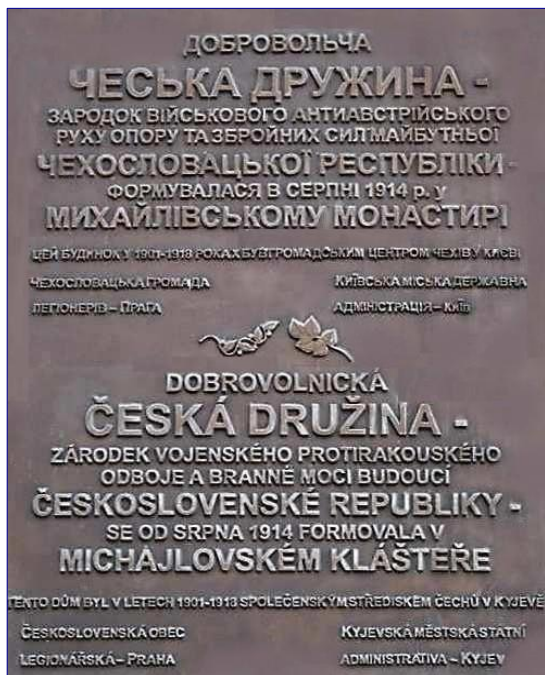 ДОБРОВОЛЬЧА
ЧЕСЬКА ДРУЖИНА -
ЗАРОДОК ВІЙСЬКОВОГО АНТИАВСТРІЙСЬКОГО
РУХУ ОПОРУ ТА ЗБРОЙНИХ СИЛ МАЙБУТНЬОЇ
ЧЕХОСЛОВАЦЬКОЇ РЕСПУБЛІКИ -
ФОРМУВАЛАСЯ В СЕРПНІ 1914 р. у
МИХАЙЛІВСЬКОМУ МОНАСТИРІ
ЦЕЙ БУДИНОК У 1901-1918 РОКАХ БУВ ГРОМАДСЬКИМ ЦЕНТРОМ ЧЕХІВ У КИЄВІ
ЧЕХОСЛОВАЦЬКА ГРОМАДА
ЛЕГІОНЕРІВ – ПРАГА
КИЇВСЬКА МІСЬКА ДЕРЖАВНА
АДМІНІСТРАЦІЯ – КИЇВ
DOBROVOLNICKÁ
ČESKÁ DRUŽINA -
ZÁRODEK VOJENSKÉHO PROTIRAKOUSKÉHO
ODBOJE A BRANNÉ MOCI BUDOUCÍ
ČESKOSLOVENSKÉ REPUBLIKY -
SE OD SRPNA 1914 FORMOVALA V
MICHAJLOVSKÉM KLÁŠTEŘE
TENTO DŮM BYL V LETECH 1901-1918 SPOLEČENSKÝM STŘEDISKEM ČECHŮ V KYJEVĚ
ČESKOSLOVENSKÁ OBEC
LEGIONÁŘSKÁ – PRAHA
KYJEVSKÁ MĚSTSKÁ STÁTNÍ
ADMINISTRATIVA – KYJEV